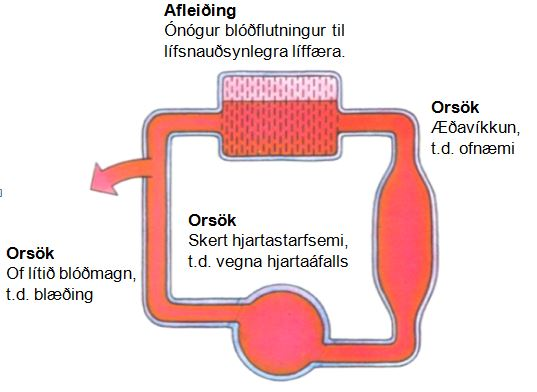 Afleiðing
Ónógur blóðflutningur til
lífsnauðsynlegra líffæra.
Orsök
Æðavíkkun,
t.d. ofnæmi
Orsök
Skert hjartastarfsemi,
t.d. vegna hjartaáfalls
Orsök
Of lítið blóðmagn,
t.d. blæðing